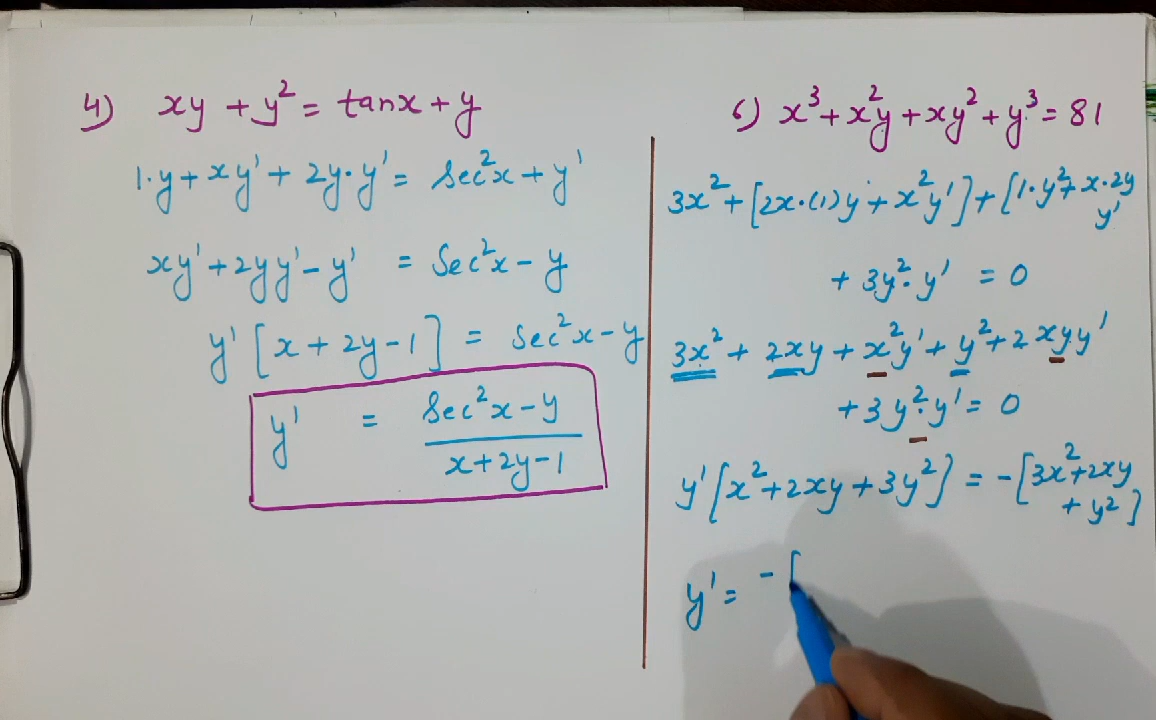 4) xy + y² = tanx + y
1·y + xy' + 2y·y' = sec²x + y'
xy' + 2yy' - y' = Sec²x - y
y' [x + 2y - 1] = Sec²x - y
y' = Sec²x - y
x + 2y - 1
6) x³ + x²y + xy² + y³ = 81
3x² + [2x·(1)y + x²y'] + [1·y² + x·2y
y'
+ 3y²·y' = 0
3x² + 2xy + x²y' + y² + 2xyy'
+ 3y²·y' = 0
y' [x² + 2xy + 3y²] = -[3x² + 2xy
+ y²]
y' = - [